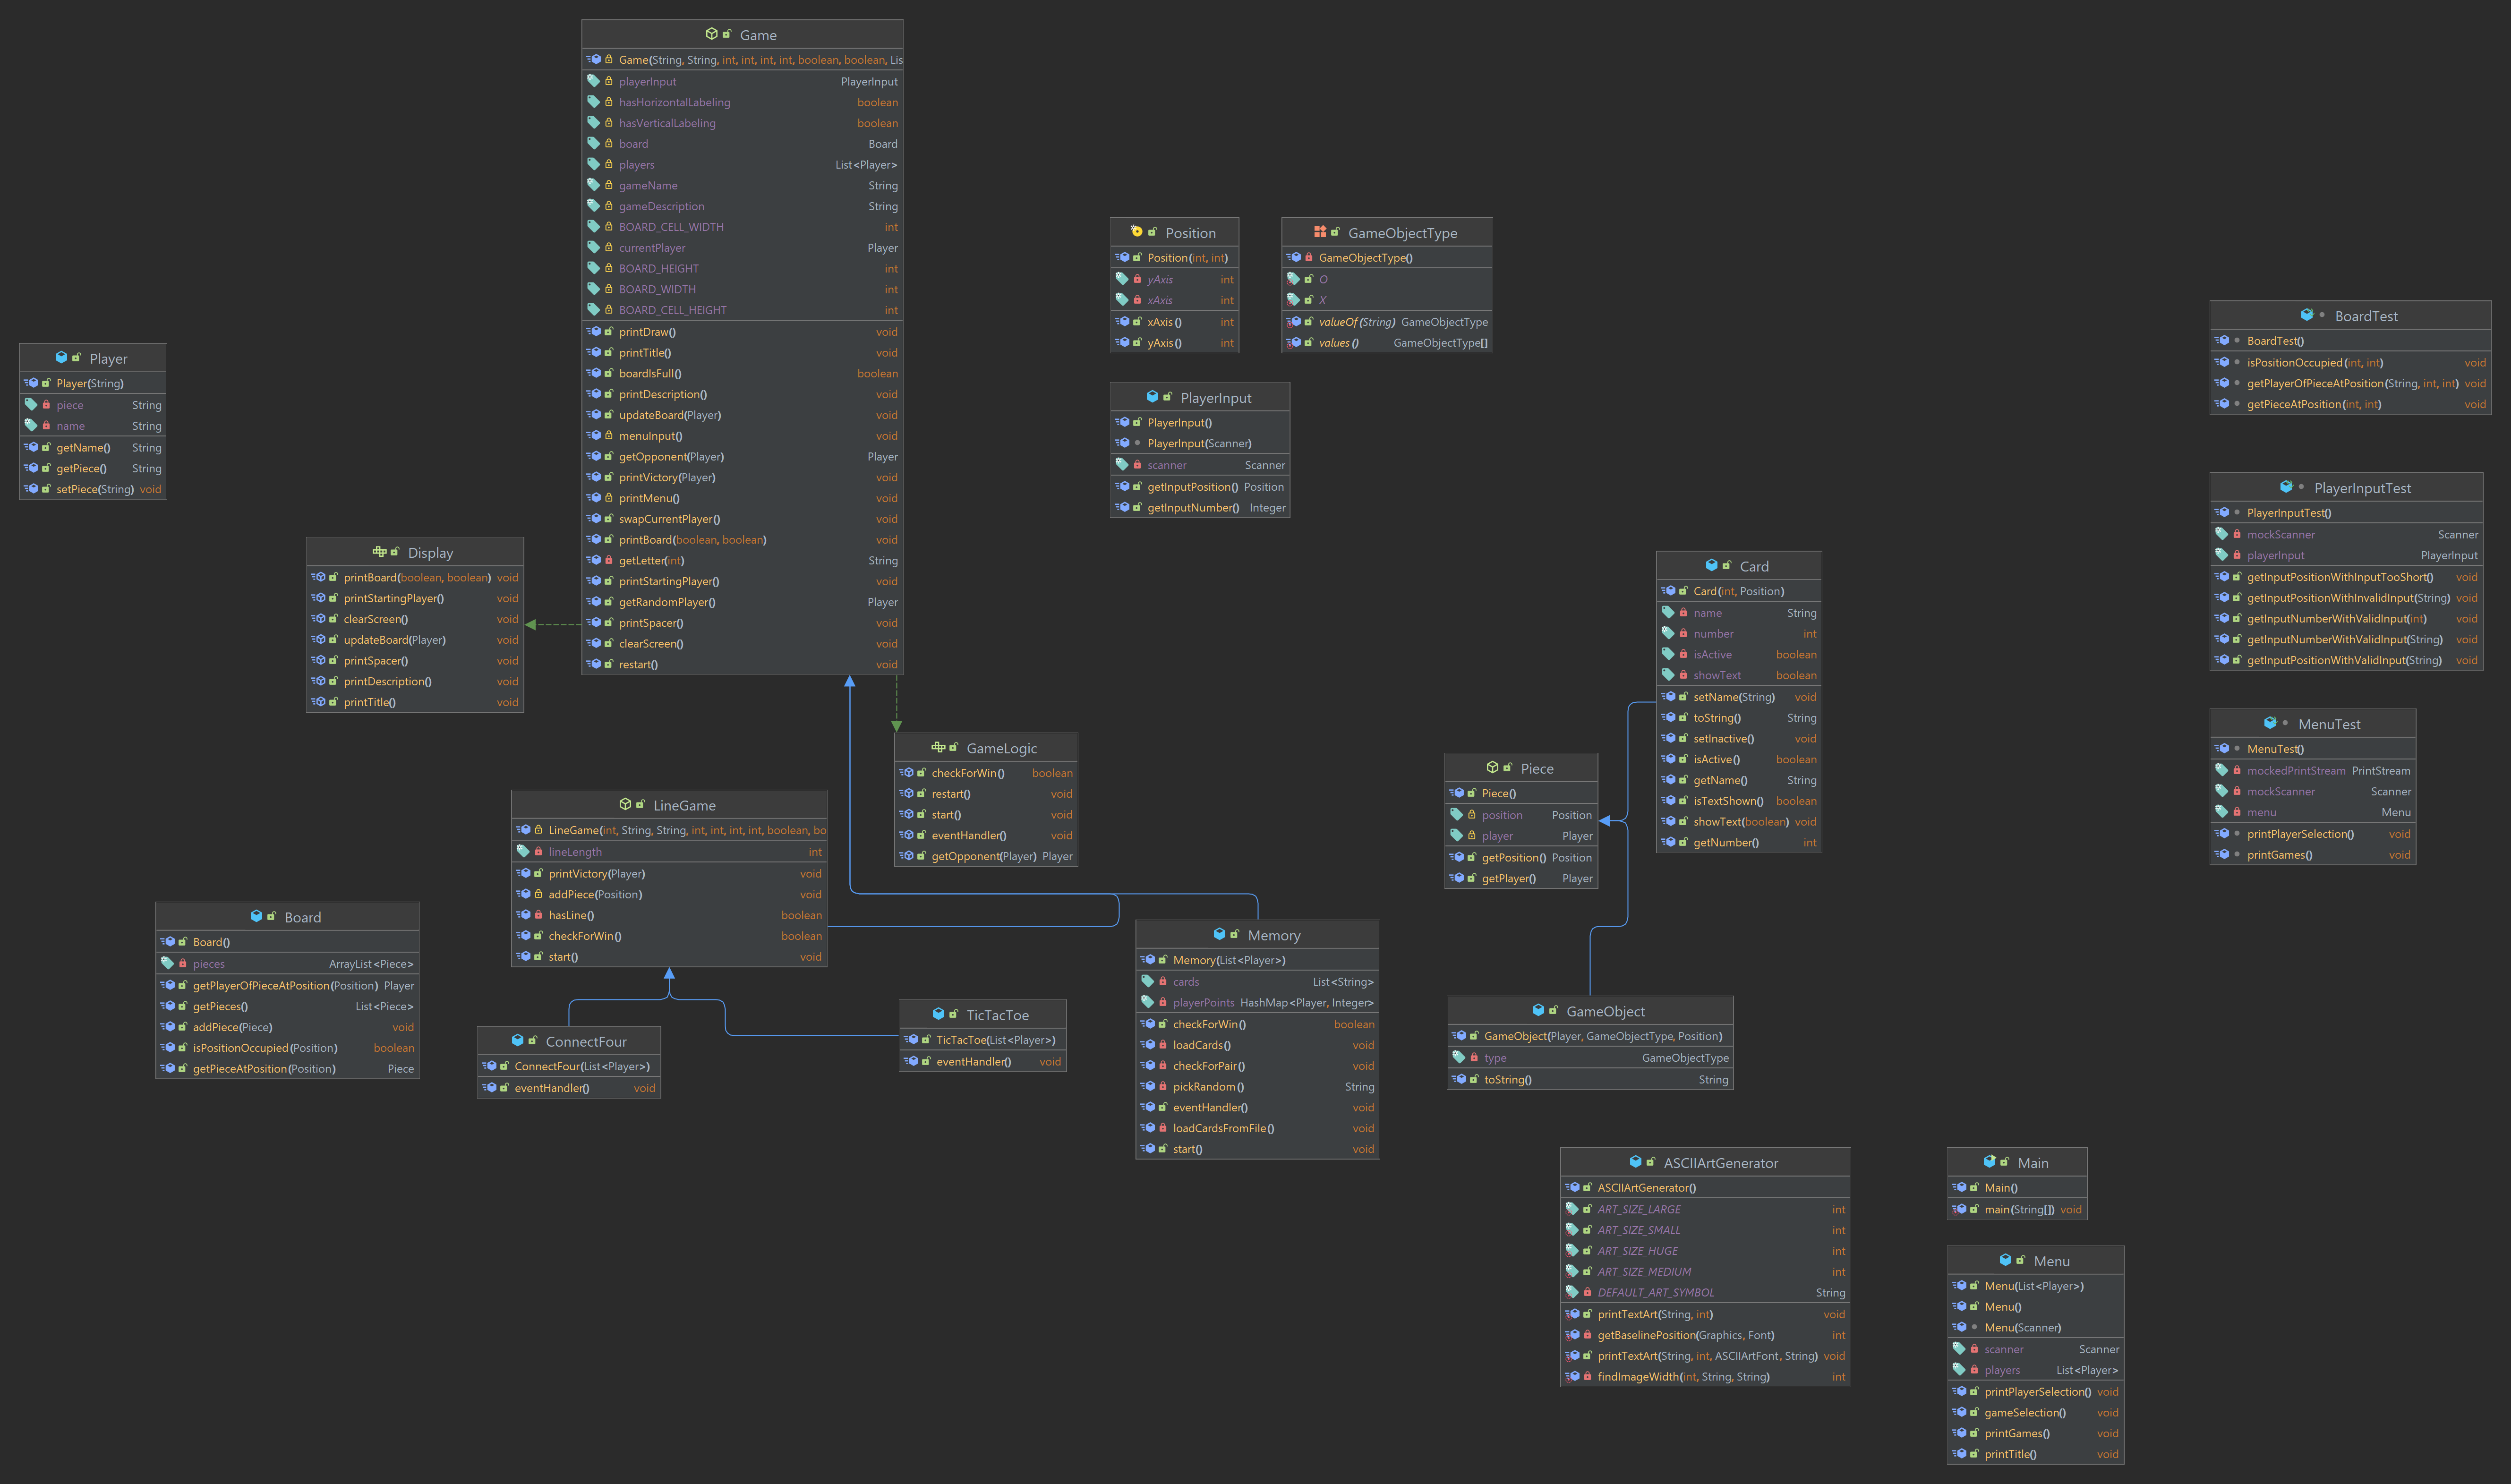 Game
Game(String, String, int, int, int, int, boolean, boolean, Lis
playerInput PlayerInput
hasHorizontalLabeling boolean
hasVerticalLabeling boolean
board Board
players List<Player>
gameName String
gameDescription String
BOARD_CELL_WIDTH int
currentPlayer Player
BOARD_HEIGHT int
BOARD_WIDTH int
BOARD_CELL_HEIGHT int
printDraw() void
printTitle() void
boardIsFull() boolean
printDescription() void
updateBoard(Player) void
menuInput() void
getOpponent(Player) Player
printVictory(Player) void
printMenu() void
swapCurrentPlayer() void
printBoard(boolean, boolean) void
getLetter(int) String
printStartingPlayer() void
getRandomPlayer() Player
printSpacer() void
clearScreen() void
restart() void
Position
Position(int, int)
yAxis int
xAxis int
xAxis() int
yAxis() int
GameObjectType
GameObjectType()
O
X
valueOf(String) GameObjectType
values() GameObjectType[]
BoardTest
BoardTest()
isPositionOccupied(int, int) void
getPlayerOfPieceAtPosition(String, int, int) void
getPieceAtPosition(int, int) void
Player
Player(String)
piece String
name String
getName() String
getPiece() String
setPiece(String) void
PlayerInput
PlayerInput()
PlayerInput(Scanner)
scanner Scanner
getInputPosition() Position
getInputNumber() Integer
PlayerInputTest
PlayerInputTest()
mockScanner Scanner
playerInput PlayerInput
getInputPositionWithInputTooShort() void
getInputPositionWithInvalidInput(String) void
getInputNumberWithValidInput(int) void
getInputNumberWithValidInput(String) void
getInputPositionWithValidInput(String) void
Display
printBoard(boolean, boolean) void
printStartingPlayer() void
clearScreen() void
updateBoard(Player) void
printSpacer() void
printDescription() void
printTitle() void
Card
Card(int, Position)
name String
number int
isActive boolean
showText boolean
setName(String) void
toString() String
setInactive() void
isActive() boolean
getName() String
isTextShown() boolean
showText(boolean) void
getNumber() int
MenuTest
MenuTest()
mockedPrintStream PrintStream
mockScanner Scanner
menu Menu
printPlayerSelection() void
printGames() void
GameLogic
checkForWin() boolean
restart() void
start() void
eventHandler() void
getOpponent(Player) Player
Piece
Piece()
position Position
player Player
getPosition() Position
getPlayer() Player
LineGame
LineGame(int, String, String, int, int, int, int, boolean, bo
lineLength int
printVictory(Player) void
addPiece(Position) void
hasLine() boolean
checkForWin() boolean
start() void
Board
Board()
pieces ArrayList<Piece>
getPlayerOfPieceAtPosition(Position) Player
getPieces() List<Piece>
addPiece(Piece) void
isPositionOccupied(Position) boolean
getPieceAtPosition(Position) Piece
Memory
Memory(List<Player>)
cards List<String>
playerPoints HashMap<Player, Integer>
checkForWin() boolean
loadCards() void
checkForPair() void
pickRandom() String
eventHandler() void
loadCardsFromFile() void
start() void
ConnectFour
ConnectFour(List<Player>)
eventHandler() void
TicTacToe
TicTacToe(List<Player>)
eventHandler() void
GameObject
GameObject(Player, GameObjectType, Position)
type GameObjectType
toString() String
ASCIIArtGenerator
ASCIIArtGenerator()
ART_SIZE_LARGE int
ART_SIZE_SMALL int
ART_SIZE_HUGE int
ART_SIZE_MEDIUM int
DEFAULT_ART_SYMBOL String
printTextArt(String, int) void
getBaselinePosition(Graphics, Font) int
printTextArt(String, int, ASCIIArtFont, String) void
findImageWidth(int, String, String) int
Main
Main()
main(String[]) void
Menu
Menu(List<Player>)
Menu()
Menu(Scanner)
scanner Scanner
players List<Player>
printPlayerSelection() void
gameSelection() void
printGames() void
printTitle() void